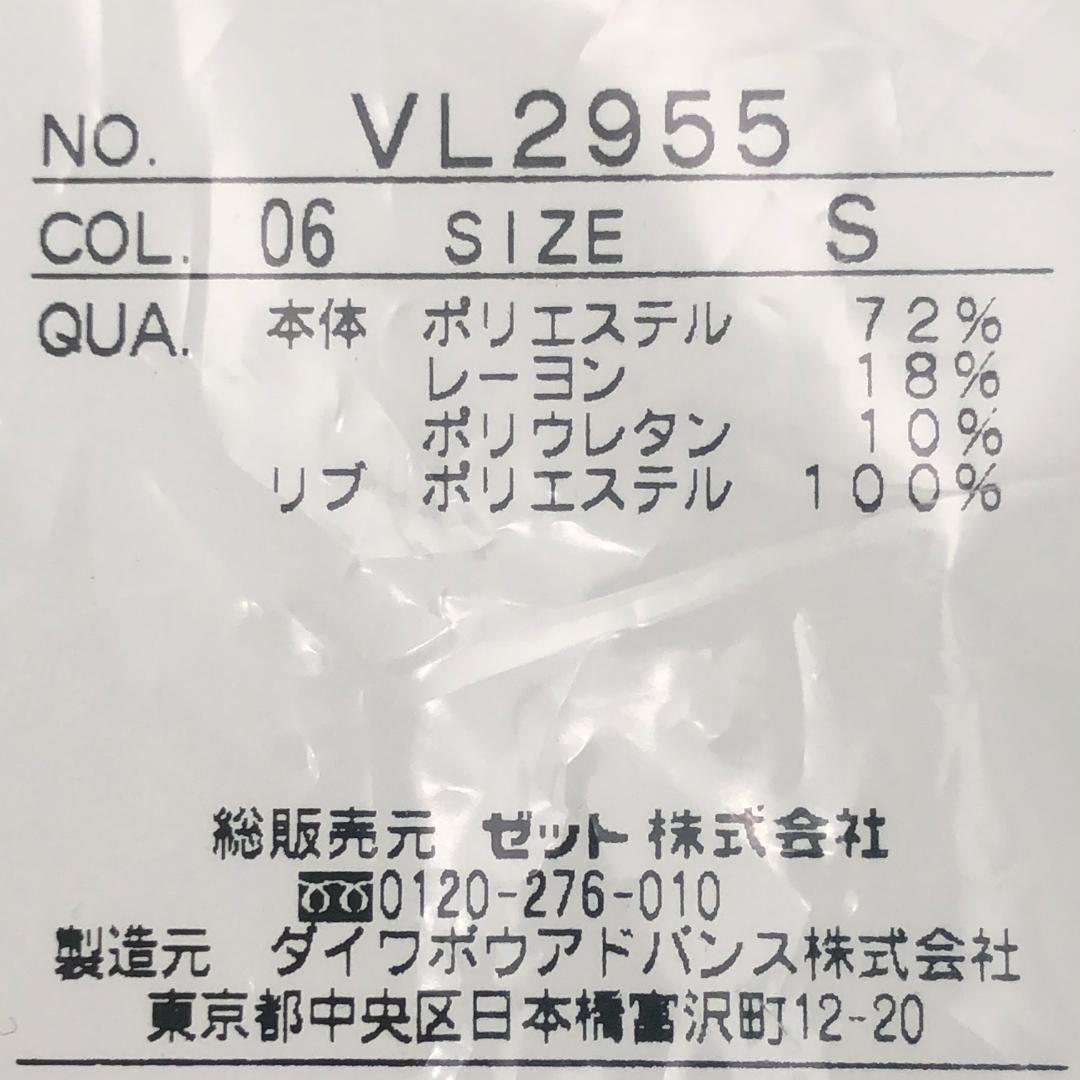 NO. VL2955
COL. 06 SIZE S
QUA. 本体 ポリエステル 72%
レーヨン 18%
ポリウレタン 10%
リブ ポリエステル 100%
総販売元 ゼット株式会社
0120-276-010
製造元 ダイワボウアドバンス株式会社
東京都中央区日本橋富沢町12-20